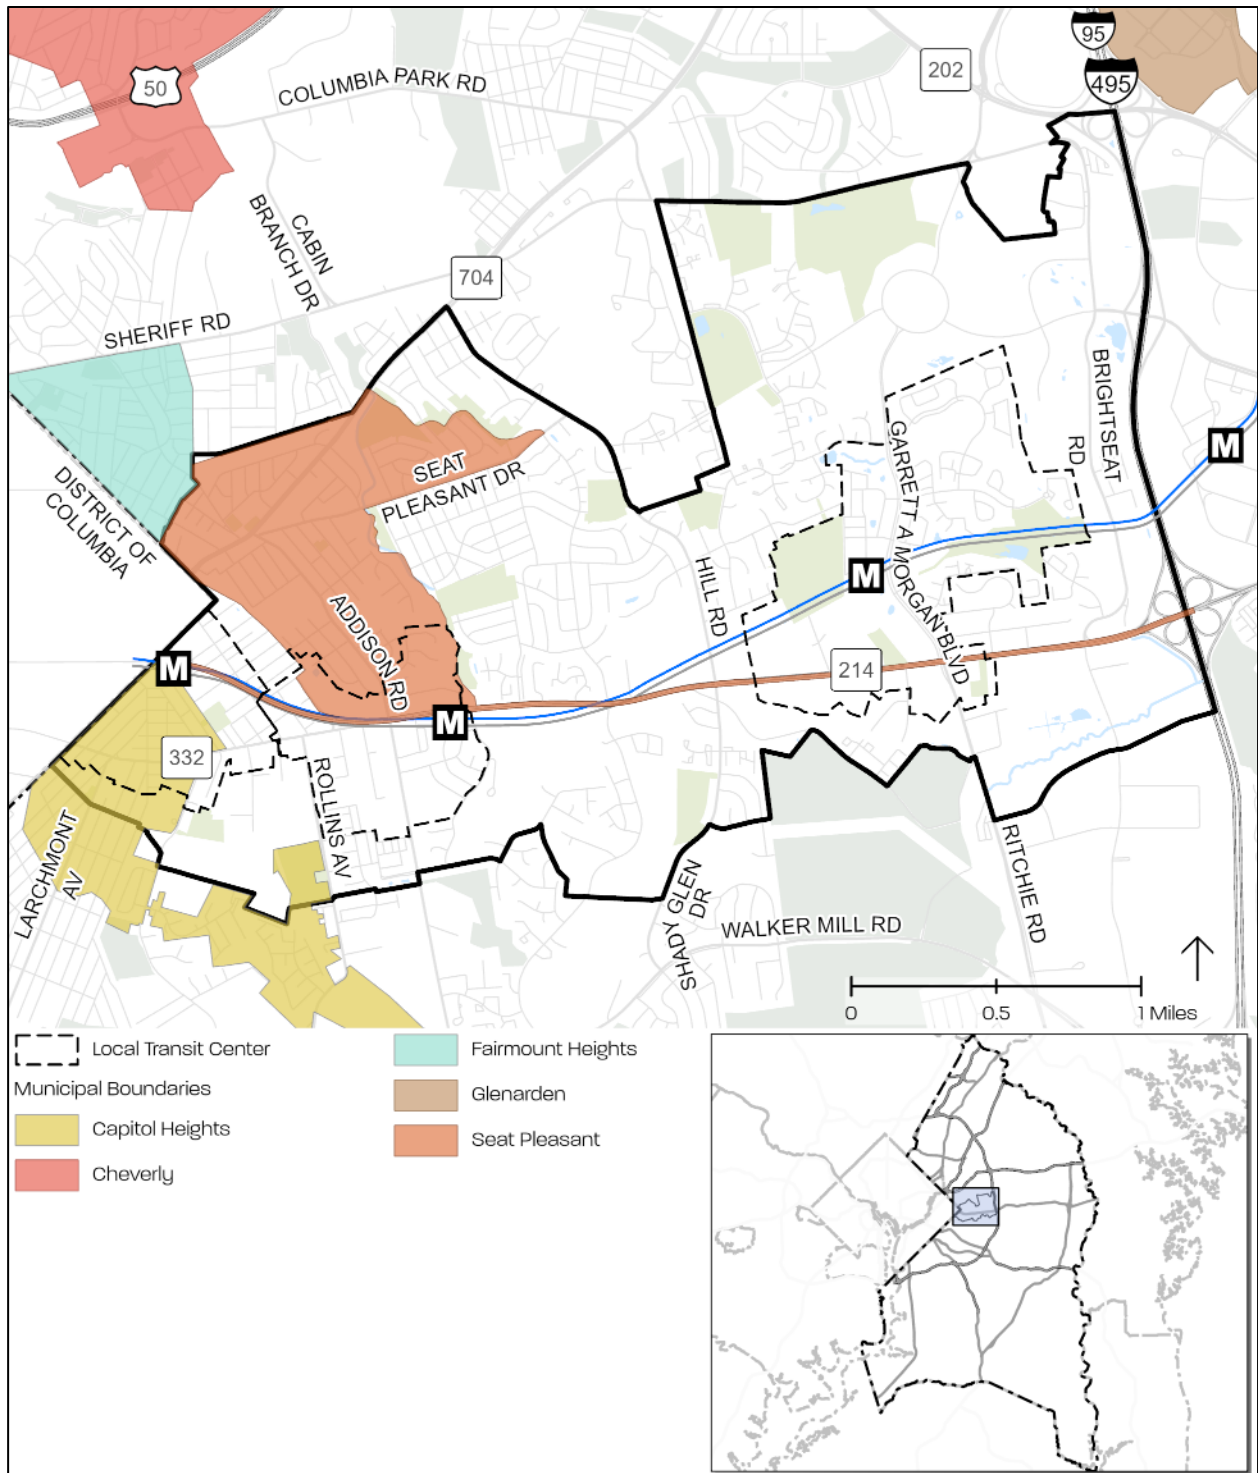 95
50
202
495
COLUMBIA PARK RD
CABIN
BRANCH DR
704
SHERIFF RD
BRIGHTSEAT
RD
GARRETT A MORGAN BLVD
SEAT
PLEASANT DR
M
DISTRICT OF
COLUMBIA
HILL RD
M
ADDISON RD
M
214
M
332
ROLLINS AV
LARCHMONT
AV
RITCHIE RD
SHADY GLEN
DR
WALKER MILL RD
0 0.5 1 Miles
Local Transit Center
Municipal Boundaries
Capitol Heights
Cheverly
Fairmount Heights
Glenarden
Seat Pleasant